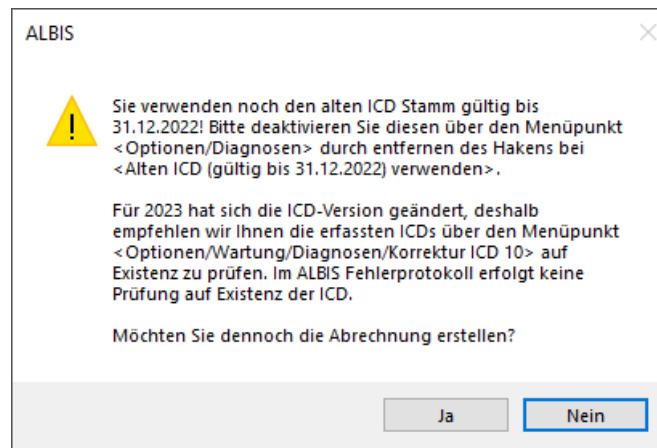 ALBIS
Sie verwenden noch den alten ICD Stamm gültig bis
31.12.2022! Bitte deaktivieren Sie diesen über den Menüpunkt
<Optionen/Diagnosen> durch entfernen des Hakens bei
<Alten ICD (gültig bis 31.12.2022) verwenden>.
Für 2023 hat sich die ICD-Version geändert, deshalb
empfehlen wir Ihnen die erfassten ICDs über den Menüpunkt
<Optionen/Wartung/Diagnosen/Korrektur ICD 10> auf
Existenz zu prüfen. Im ALBIS Fehlerprotokoll erfolgt keine
Prüfung auf Existenz der ICD.
Möchten Sie dennoch die Abrechnung erstellen?
Ja
Nein